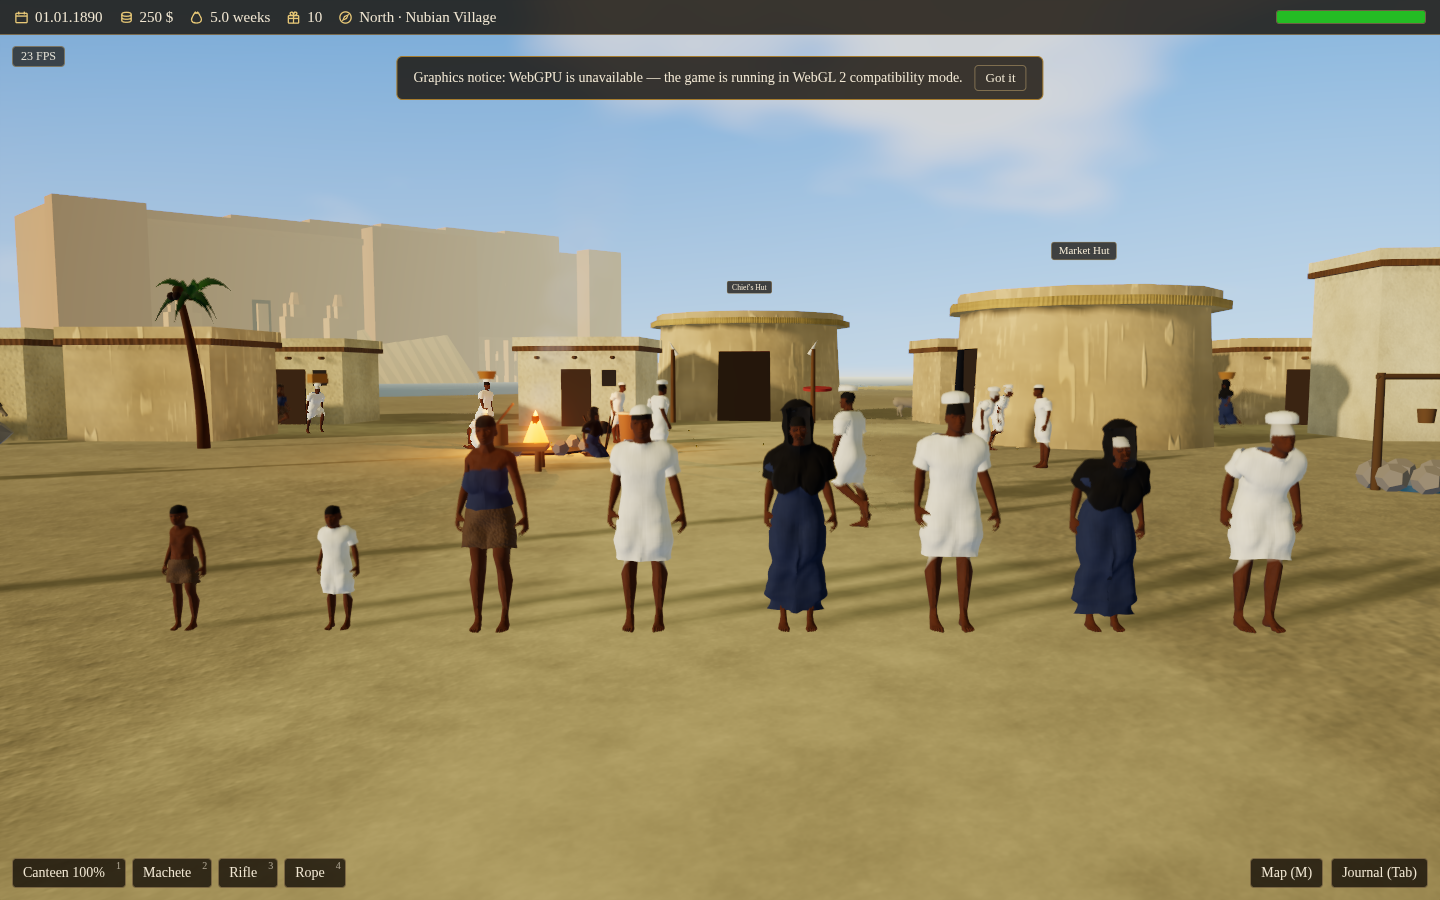 01.01.1890 250 $ 5.0 weeks 10 North · Nubian Village
23 FPS
Graphics notice: WebGPU is unavailable — the game is running in WebGL 2 compatibility mode. Got it
Market Hut
Chief's Hut
Canteen 100% 1 Machete 2 Rifle 3 Rope 4 Map (M) Journal (Tab)